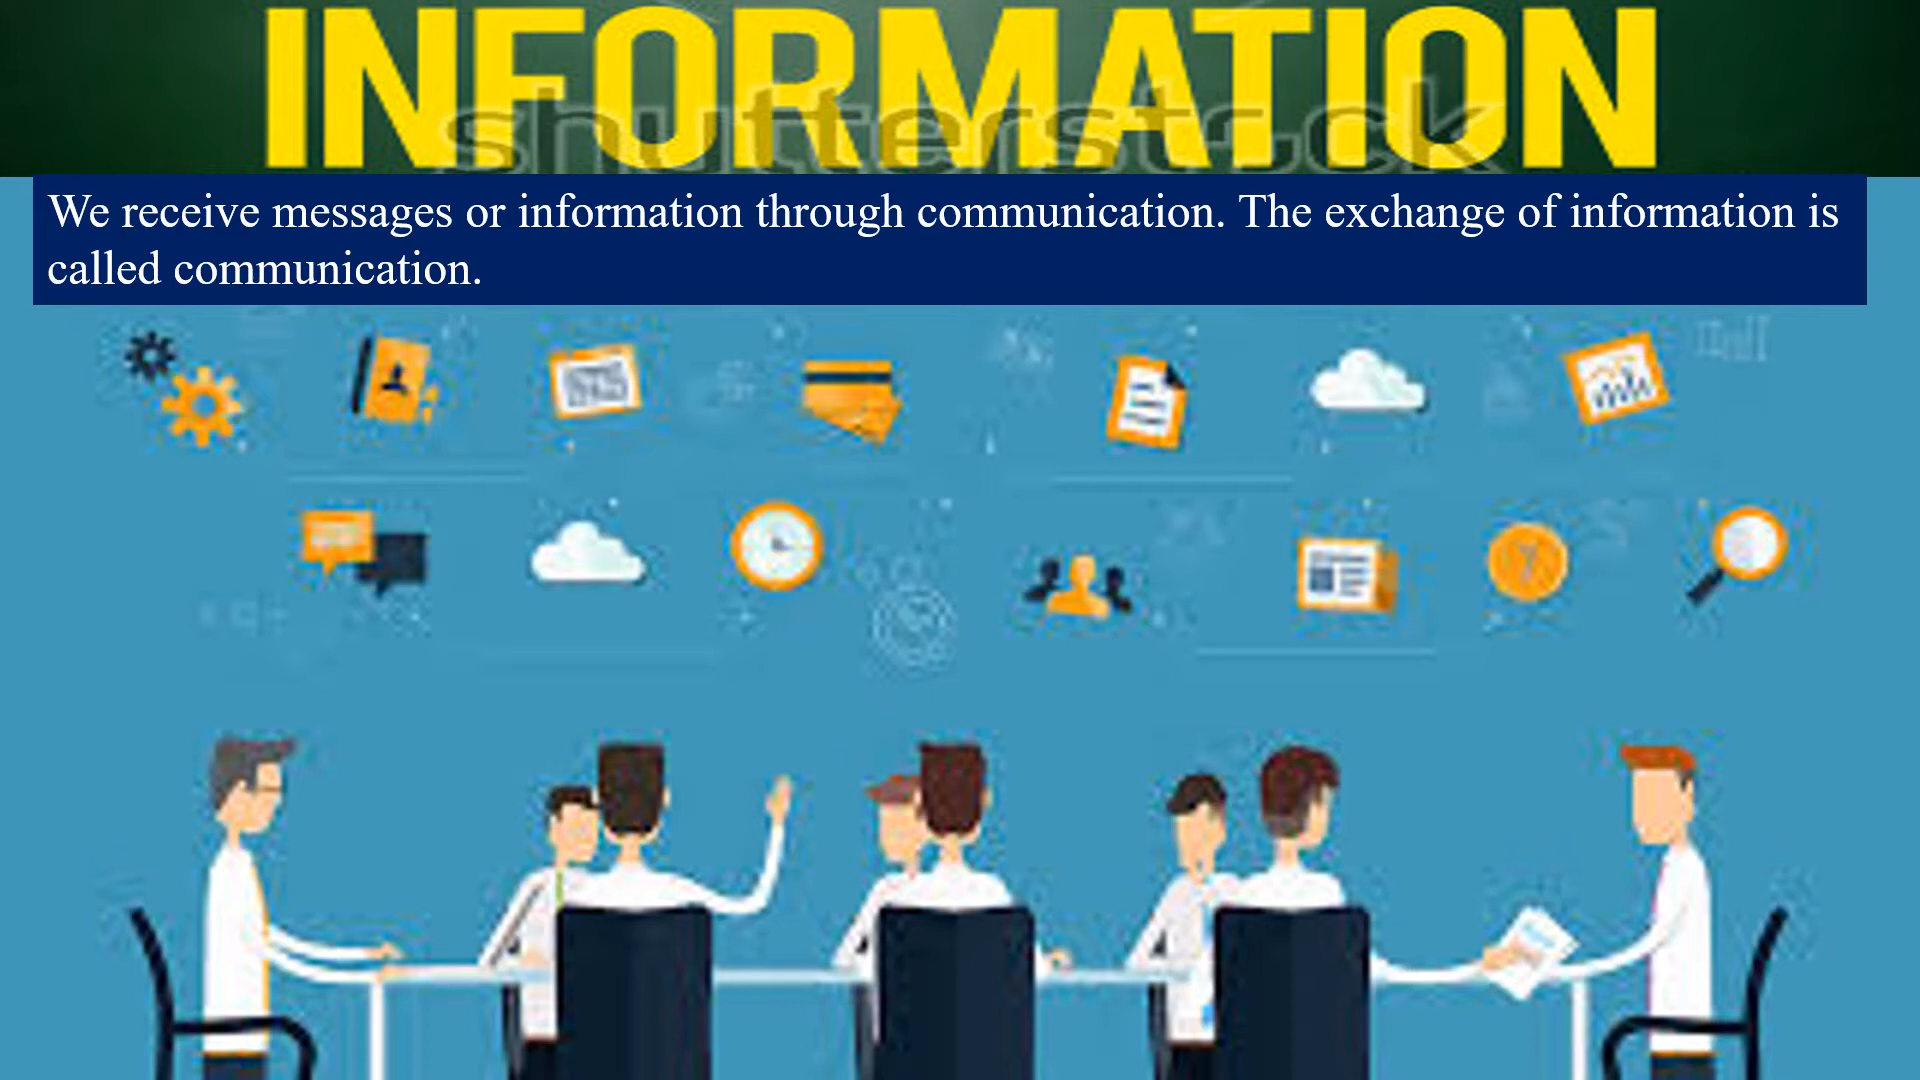 INFORMATION
shutterstock
We receive messages or information through communication. The exchange of information is
called communication.